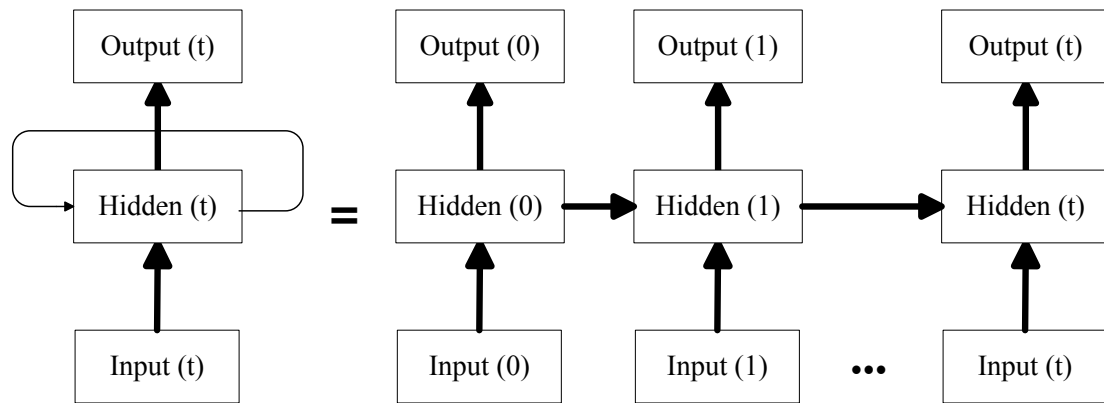 Output (t)
Output (0)
Output (1)
Output (t)
Hidden (t)
=
Hidden (0)
Hidden (1)
Hidden (t)
Input (t)
Input (0)
Input (1)
...
Input (t)